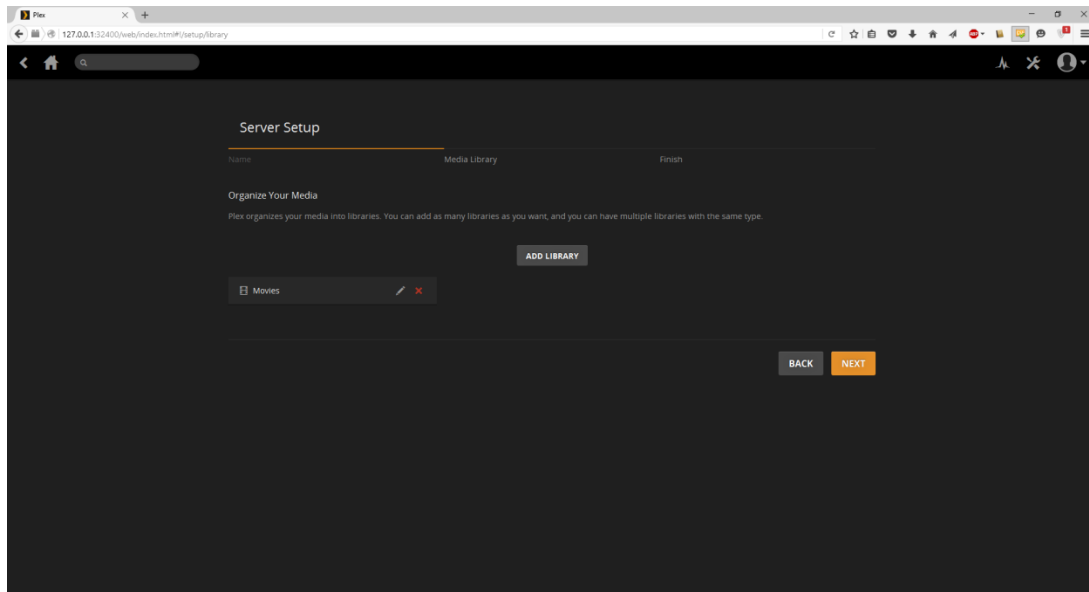 Plex
127.0.0.1:32400/web/index.html#!/setup/library
ABP
1
Server Setup
Name Media Library Finish
Organize Your Media
Plex organizes your media into libraries. You can add as many libraries as you want, and you can have multiple libraries with the same type.
ADD LIBRARY
Movies
BACK NEXT